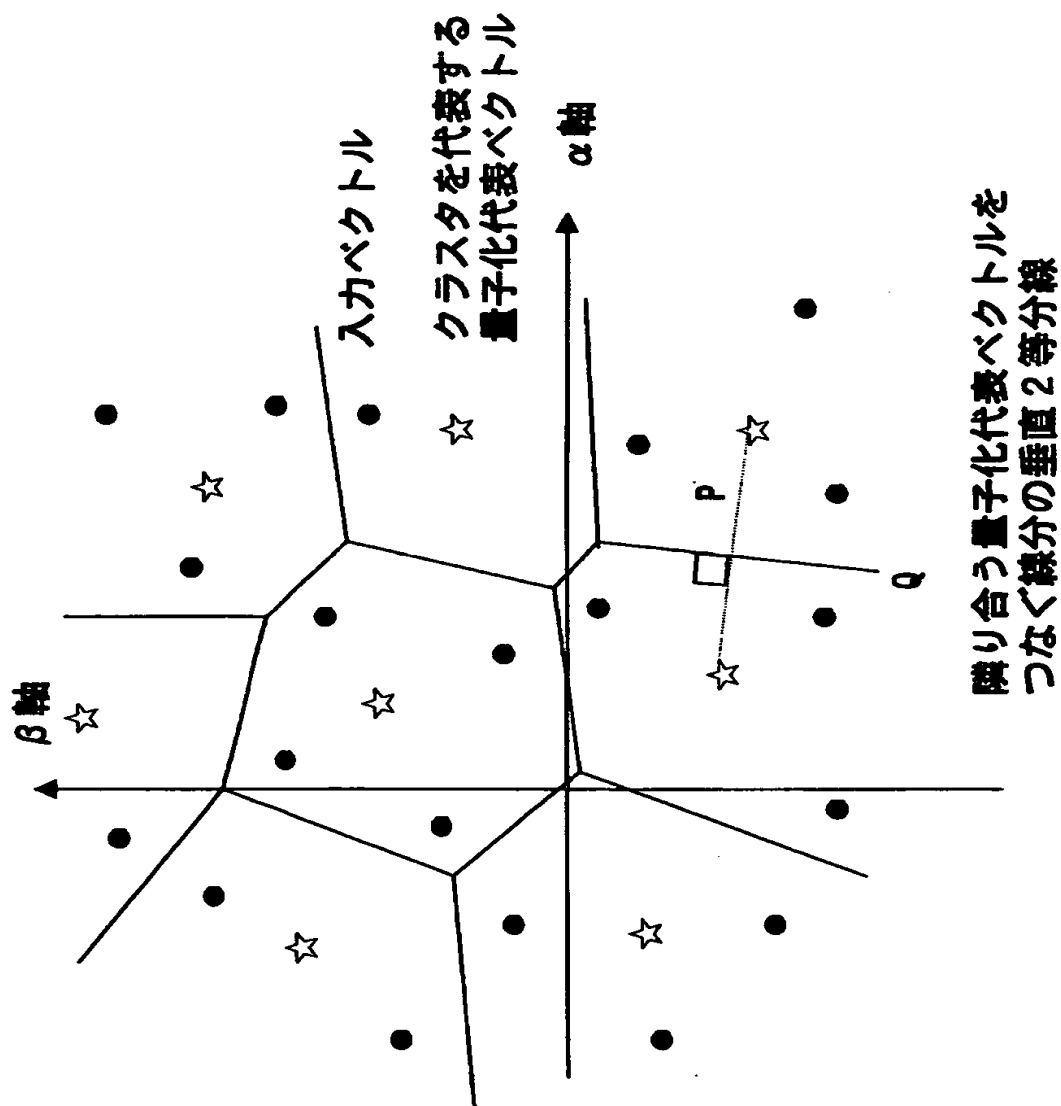 β軸
入力ベクトル
クラスタを代表する
量子化代表ベクトル
α軸
P
Q
隣り合う量子化代表ベクトルを
つなぐ線分の垂直２等分線